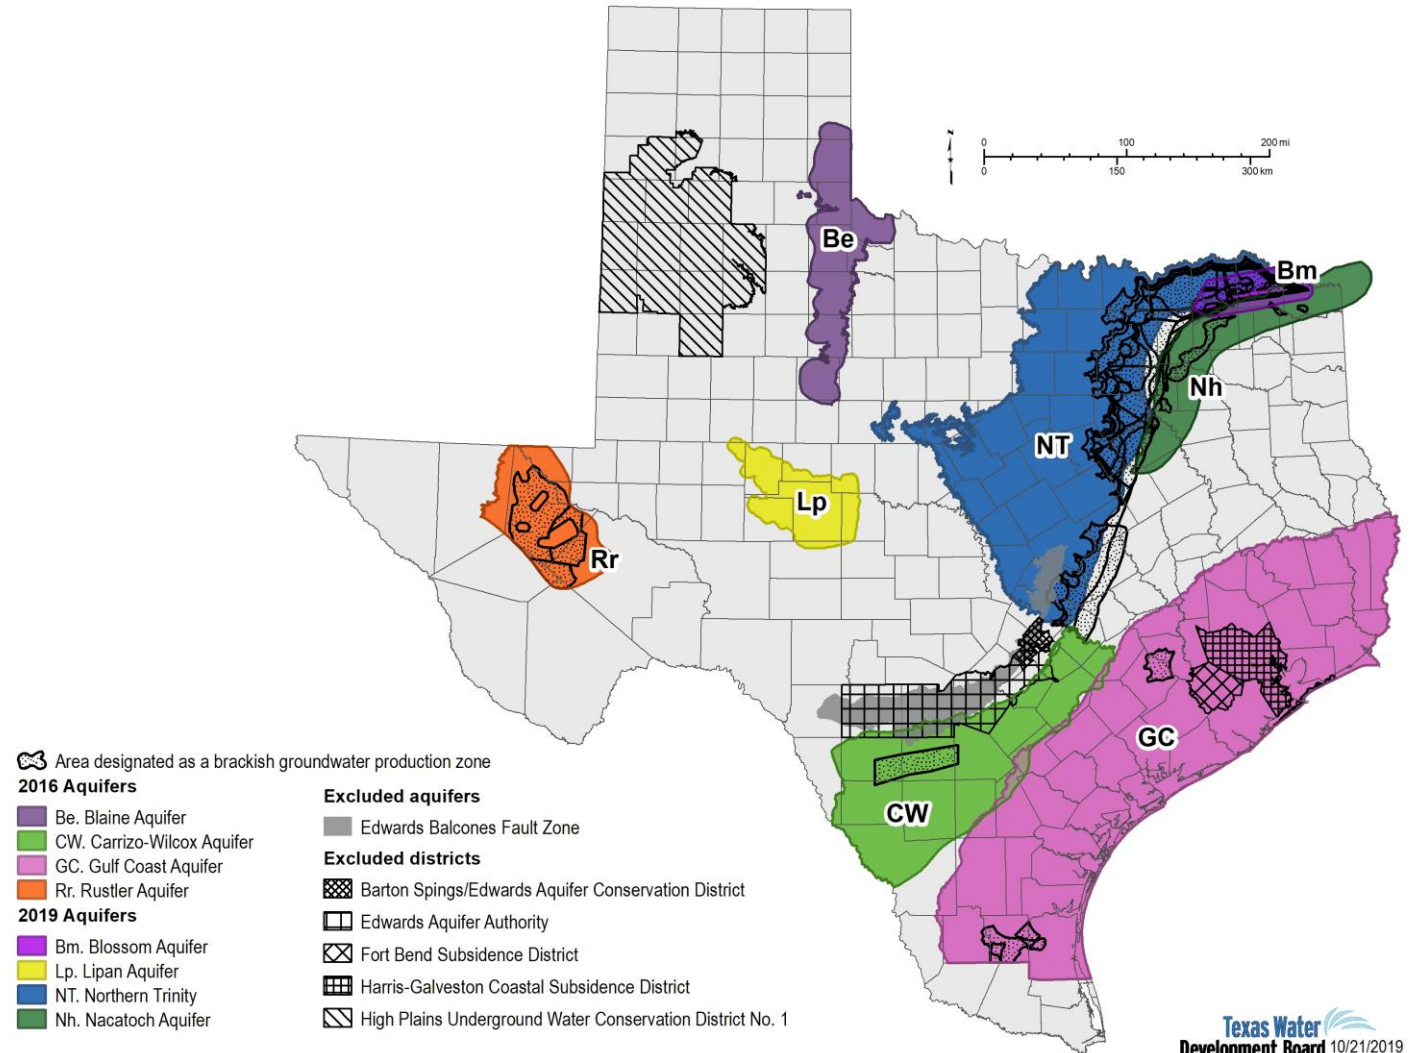 N
0 100 200 mi
0 150 300 km
Be
Bm
Nh
NT
Lp
Rr
GC
CW
Area designated as a brackish groundwater production zone
2016 Aquifers
Be. Blaine Aquifer
CW. Carrizo-Wilcox Aquifer
GC. Gulf Coast Aquifer
Rr. Rustler Aquifer
2019 Aquifers
Bm. Blossom Aquifer
Lp. Lipan Aquifer
NT. Northern Trinity
Nh. Nacatoch Aquifer
Excluded aquifers
Edwards Balcones Fault Zone
Excluded districts
Barton Spings/Edwards Aquifer Conservation District
Edwards Aquifer Authority
Fort Bend Subsidence District
Harris-Galveston Coastal Subsidence District
High Plains Underground Water Conservation District No. 1
Texas Water
Development Board 10/21/2019